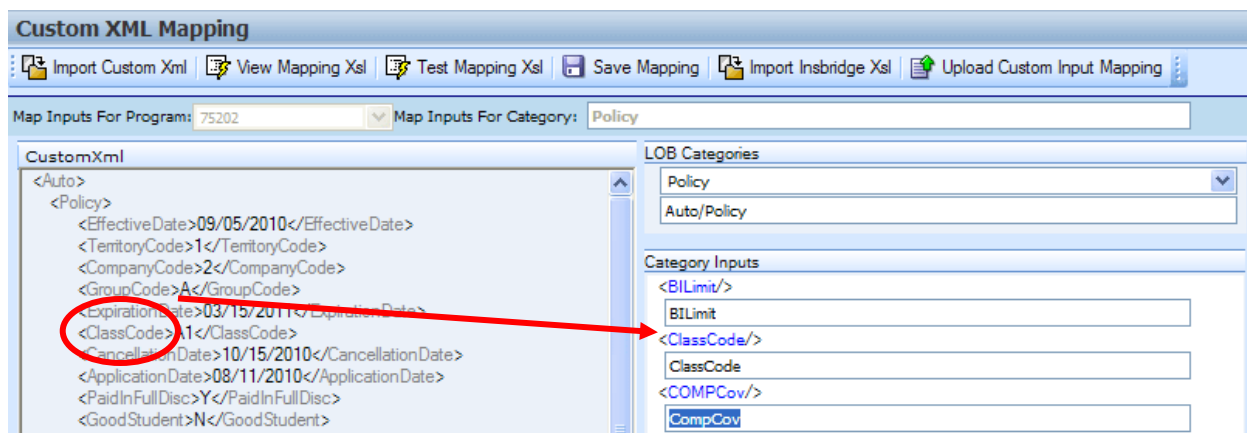 Custom XML Mapping
Import Custom Xml View Mapping Xsl Test Mapping Xsl Save Mapping Import Insbridge Xsl Upload Custom Input Mapping
Map Inputs For Program: 75202 Map Inputs For Category: Policy
CustomXml
<Auto>
<Policy>
<EffectiveDate>09/05/2010</EffectiveDate>
<TerritoryCode>1</TerritoryCode>
<CompanyCode>2</CompanyCode>
<GroupCode>A</GroupCode>
<ExpirationDate>03/15/2011</ExpirationDate>
<ClassCode>A1</ClassCode>
<CancellationDate>10/15/2010</CancellationDate>
<ApplicationDate>08/11/2010</ApplicationDate>
<PaidInFullDisc>Y</PaidInFullDisc>
<GoodStudent>N</GoodStudent>
LOB Categories
Policy
Auto/Policy
Category Inputs
<BILimit/>
BILimit
<ClassCode/>
ClassCode
<COMPCov/>
CompCov